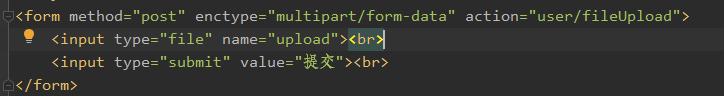 <form method="post" enctype="multipart/form-data" action="user/fileUpload">
<input type="file" name="upload"><br>
<input type="submit" value="提交"><br>
</form>